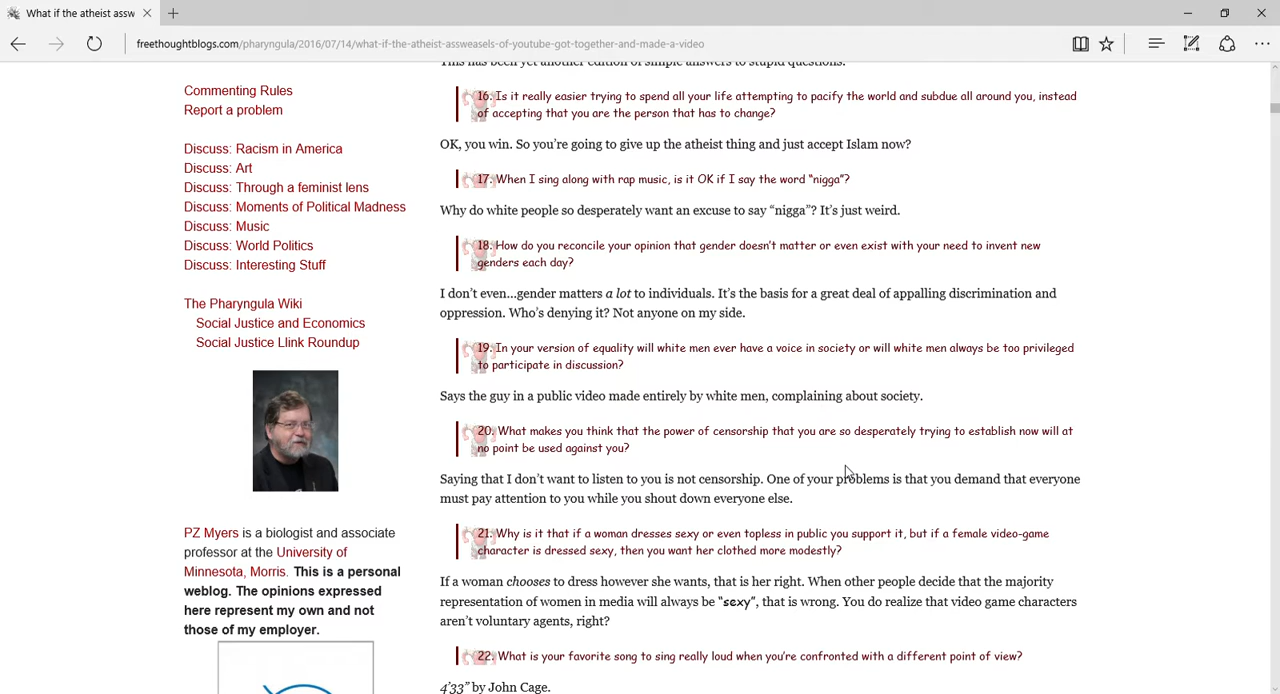 What if the atheist assw
freethoughtblogs.com/pharyngula/2016/07/14/what-if-the-atheist-assweasels-of-youtube-got-together-and-made-a-video
Commenting Rules
Report a problem
Discuss: Racism in America
Discuss: Art
Discuss: Through a feminist lens
Discuss: Moments of Political Madness
Discuss: Music
Discuss: World Politics
Discuss: Interesting Stuff
The Pharyngula Wiki
Social Justice and Economics
Social Justice Llink Roundup
PZ Myers is a biologist and associate
professor at the University of
Minnesota, Morris. This is a personal
weblog. The opinions expressed
here represent my own and not
those of my employer.
This has been yet another edition of simple answers to stupid questions.
16. Is it really easier trying to spend all your life attempting to pacify the world and subdue all around you, instead
of accepting that you are the person that has to change?
OK, you win. So you're going to give up the atheist thing and just accept Islam now?
17. When I sing along with rap music, is it OK if I say the word "nigga"?
Why do white people so desperately want an excuse to say "nigga"? It's just weird.
18. How do you reconcile your opinion that gender doesn't matter or even exist with your need to invent new
genders each day?
I don't even...gender matters a lot to individuals. It's the basis for a great deal of appalling discrimination and
oppression. Who's denying it? Not anyone on my side.
19. In your version of equality will white men ever have a voice in society or will white men always be too privileged
to participate in discussion?
Says the guy in a public video made entirely by white men, complaining about society.
20. What makes you think that the power of censorship that you are so desperately trying to establish now will at
no point be used against you?
Saying that I don't want to listen to you is not censorship. One of your problems is that you demand that everyone
must pay attention to you while you shout down everyone else.
21. Why is it that if a woman dresses sexy or even topless in public you support it, but if a female video-game
character is dressed sexy, then you want her clothed more modestly?
If a woman chooses to dress however she wants, that is her right. When other people decide that the majority
representation of women in media will always be "sexy", that is wrong. You do realize that video game characters
aren't voluntary agents, right?
22. What is your favorite song to sing really loud when you're confronted with a different point of view?
4'33" by John Cage.